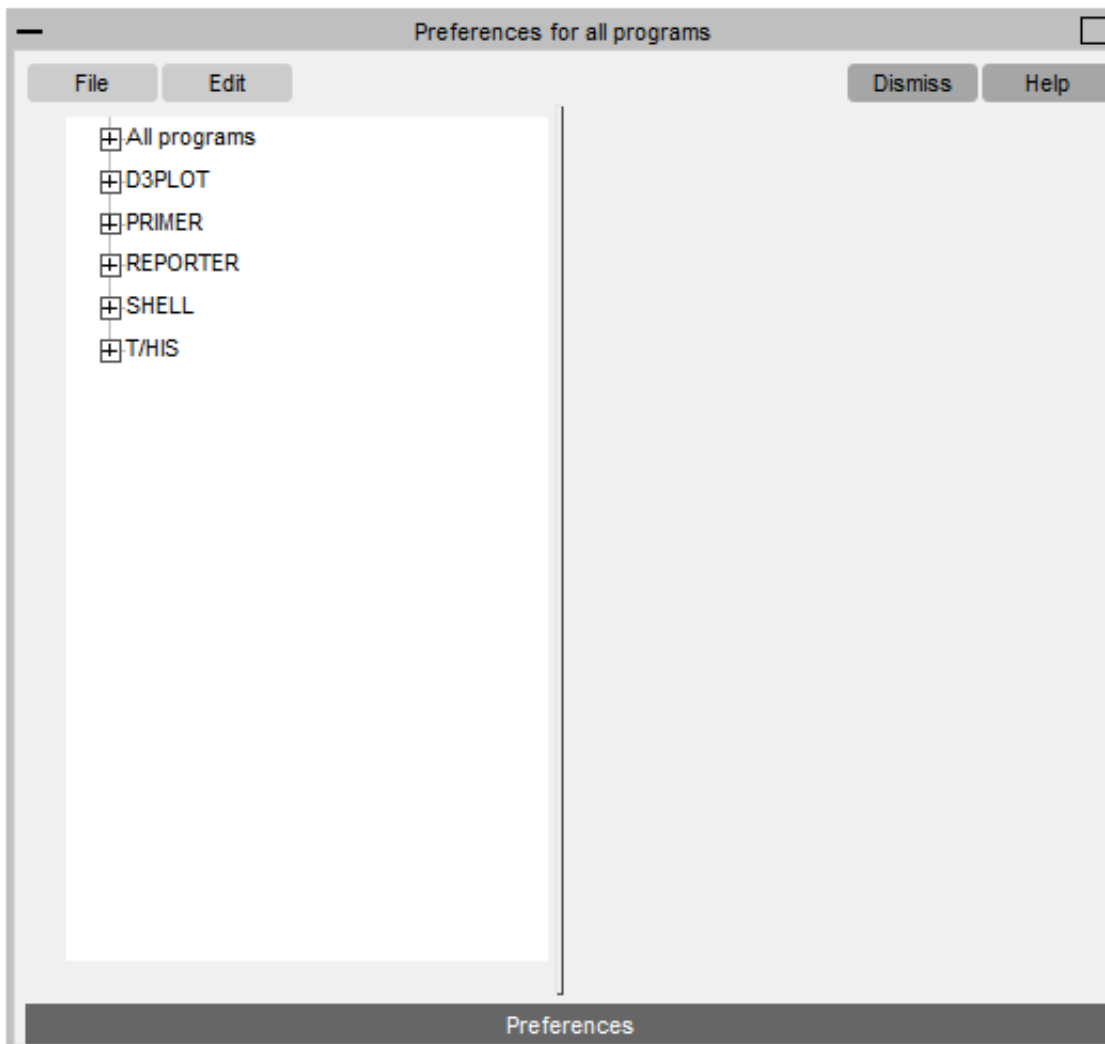 Preferences for all programs
File Edit Dismiss Help
All programs
D3PLOT
PRIMER
REPORTER
SHELL
T/HIS
Preferences